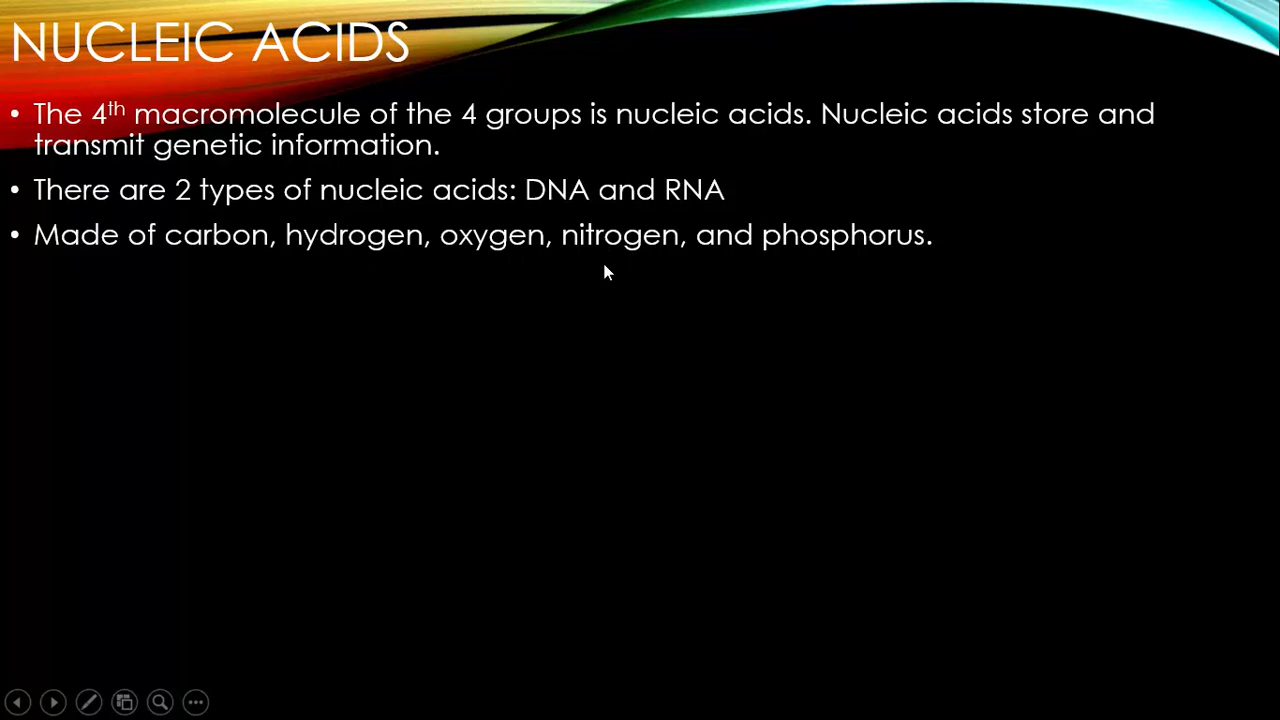 NUCLEIC ACIDS
• The 4th macromolecule of the 4 groups is nucleic acids. Nucleic acids store and
transmit genetic information.
• There are 2 types of nucleic acids: DNA and RNA
• Made of carbon, hydrogen, oxygen, nitrogen, and phosphorus.